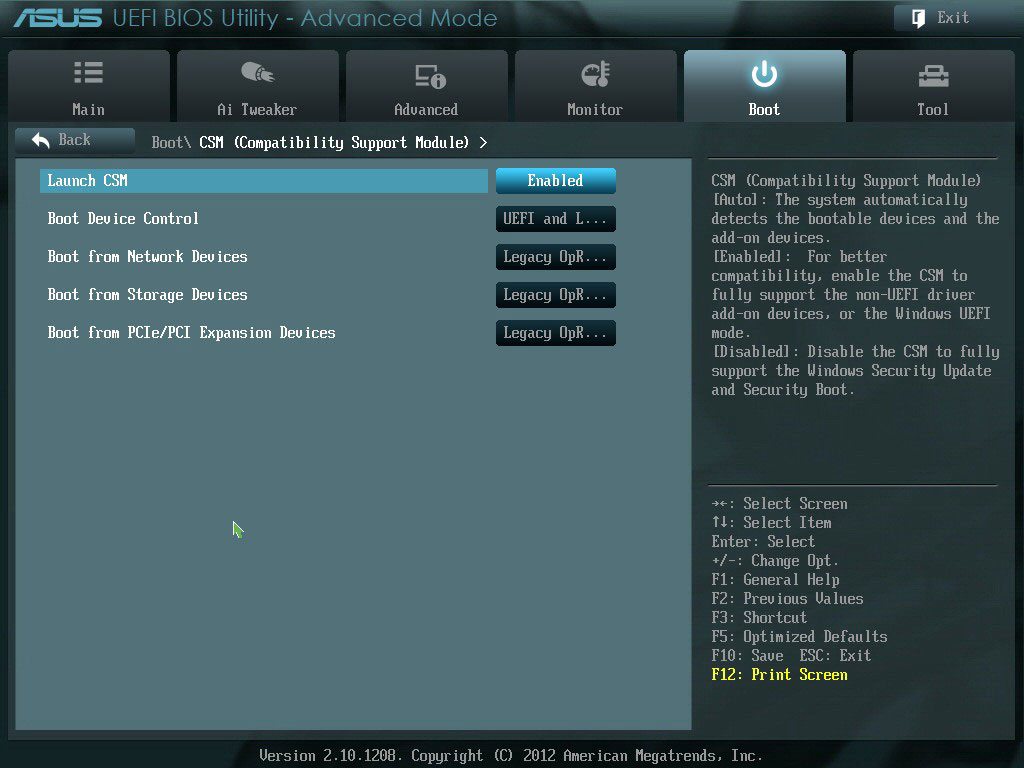 ASUS UEFI BIOS Utility - Advanced Mode
Exit
Main
Ai Tweaker
Advanced
Monitor
Boot
Tool
Back
Boot\ CSM (Compatibility Support Module) >
Launch CSM
Enabled
Boot Device Control
UEFI and L...
Boot from Network Devices
Legacy OpR...
Boot from Storage Devices
Legacy OpR...
Boot from PCIe/PCI Expansion Devices
Legacy OpR...
CSM (Compatibility Support Module)
[Auto]: The system automatically
detects the bootable devices and the
add-on devices.
[Enabled]:  For better
compatibility, enable the CSM to
fully support the non-UEFI driver
add-on devices, or the Windows UEFI
mode.
[Disabled]: Disable the CSM to fully
support the Windows Security Update
and Security Boot.
→←: Select Screen
↑↓: Select Item
Enter: Select
+/-: Change Opt.
F1: General Help
F2: Previous Values
F3: Shortcut
F5: Optimized Defaults
F10: Save  ESC: Exit
F12: Print Screen
Version 2.10.1208. Copyright (C) 2012 American Megatrends, Inc.